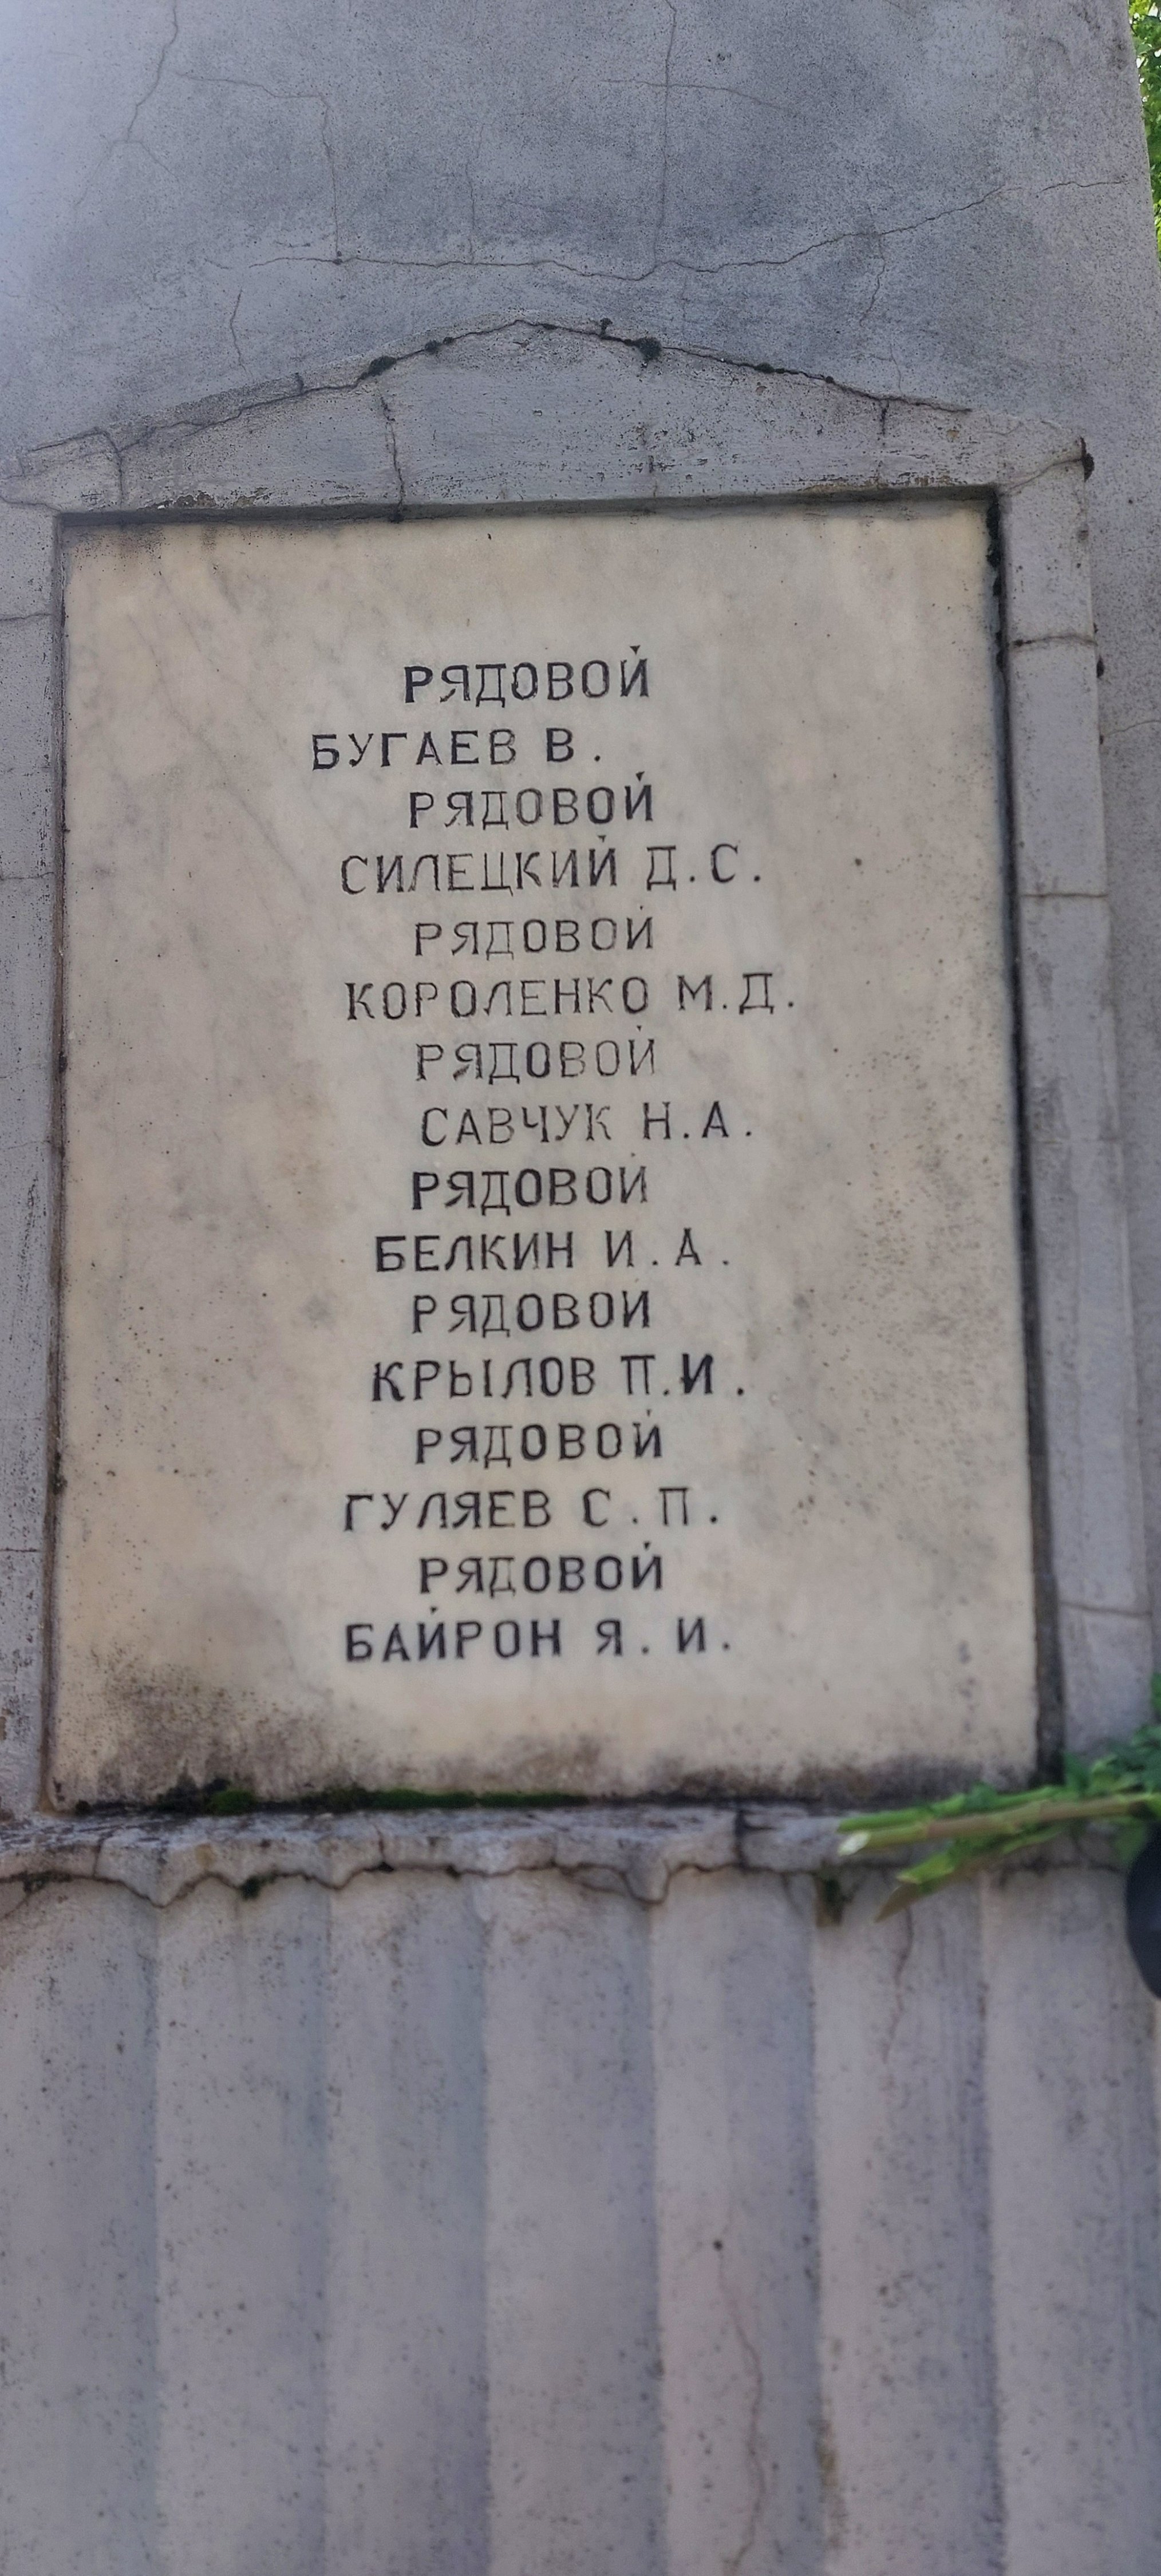 РЯДОВОЙ
БУГАЕВ В.
РЯДОВОЙ
СИЛЕЦКИЙ Д.С.
РЯДОВОЙ
КОРОЛЕНКО М.Д.
РЯДОВОЙ
САВЧУК Н.А.
РЯДОВОЙ
БЕЛКИН И.А.
РЯДОВОЙ
КРЫЛОВ П.И.
РЯДОВОЙ
ГУЛЯЕВ С.П.
РЯДОВОЙ
БАЙРОН Я.И.